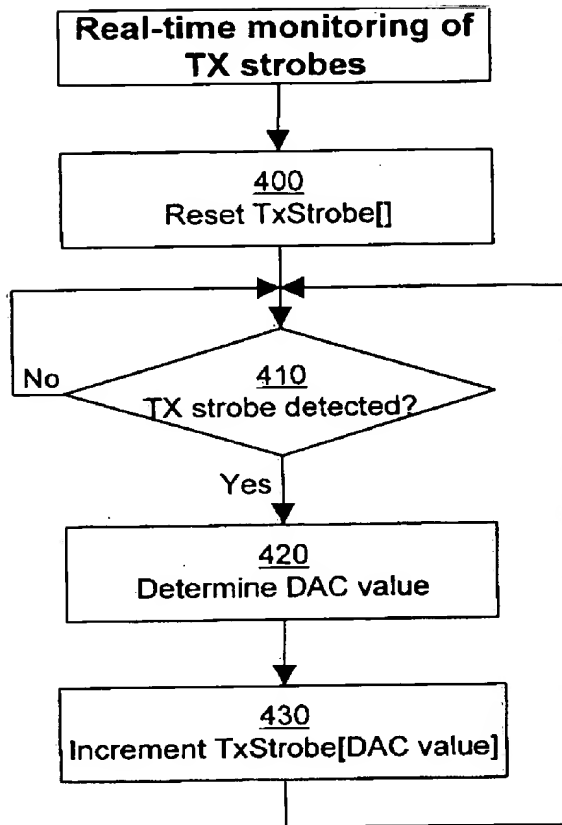 Real-time monitoring of
TX strobes
400
Reset TxStrobe[]
No
410
TX strobe detected?
Yes
420
Determine DAC value
430
Increment TxStrobe[DAC value]